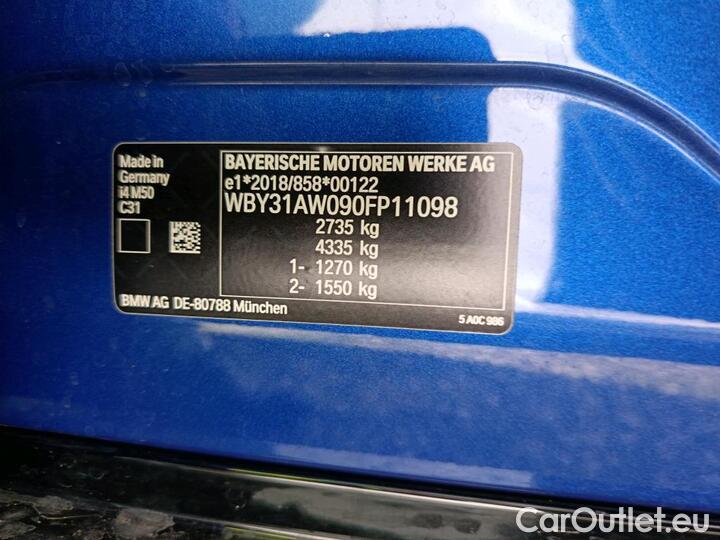 Made in
Germany
i4 M50
C31
BAYERISCHE MOTOREN WERKE AG
e1*2018/858*00122
WBY31AW090FP11098
2735 kg
4335 kg
1- 1270 kg
2- 1550 kg
BMW AG DE-80788 München
5 A0C 986
CarOutlet.eu